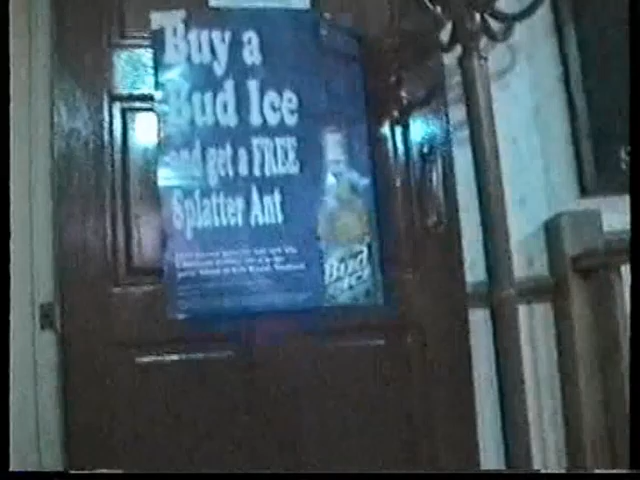 Buy a
Bud Ice
and get a FREE
Splatter Ant
Bud
Ice